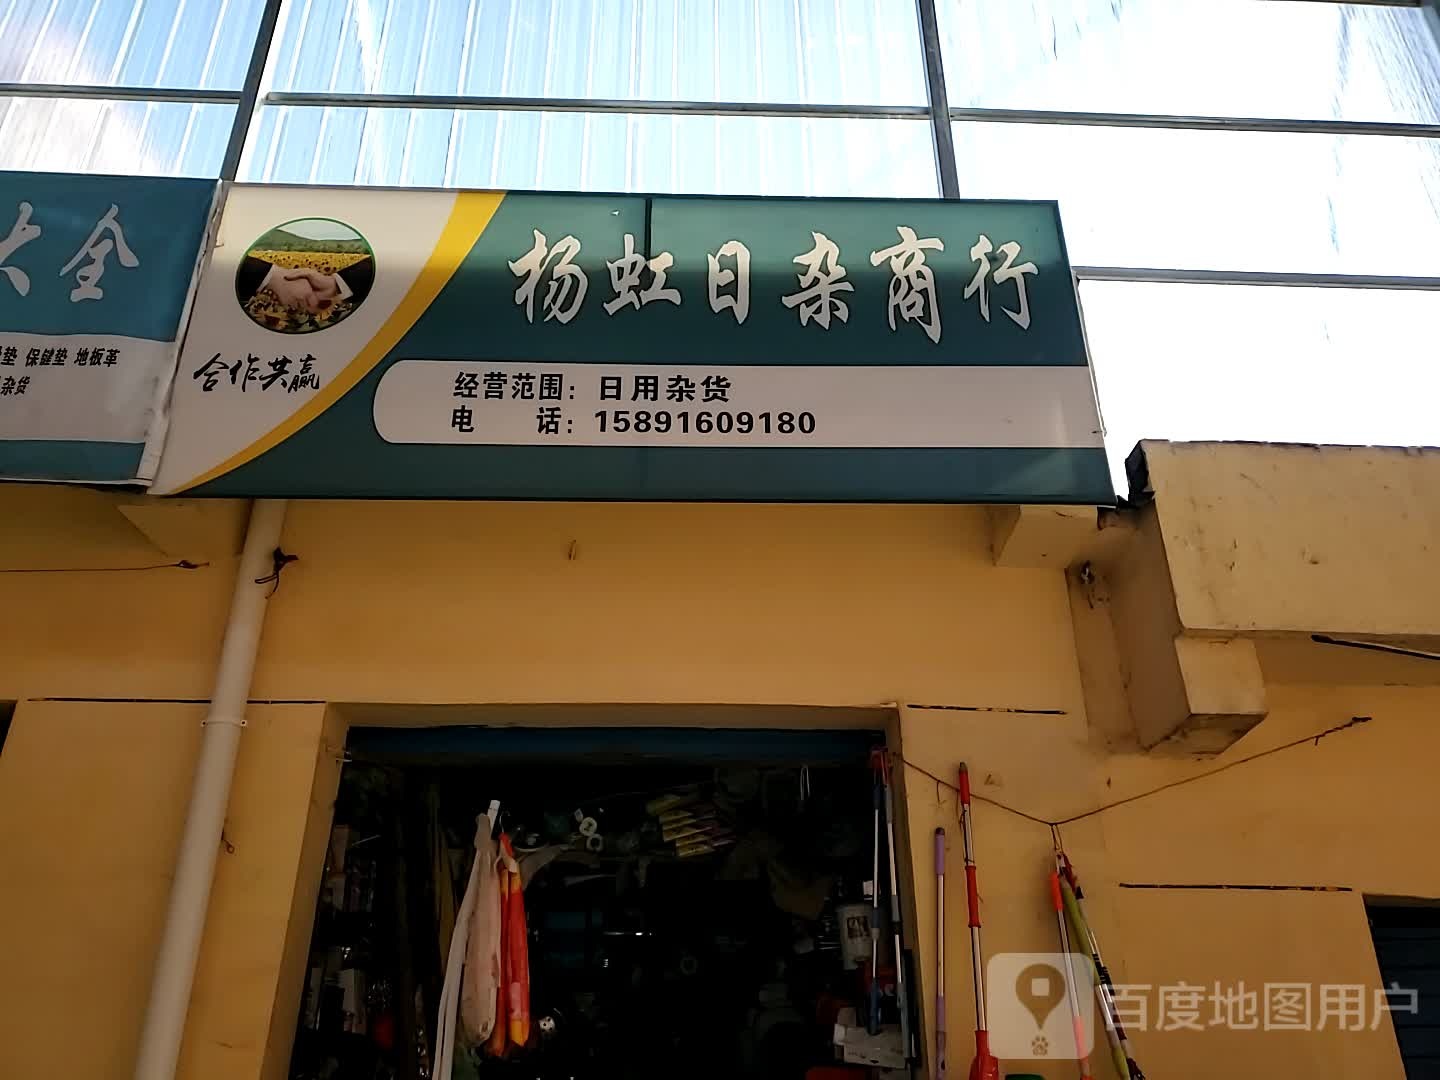 大全
垫 保健垫 地板革
杂货
杨虹日杂商行
合作共赢
经营范围：日用杂货
电 话：15891609180
百度地图用户